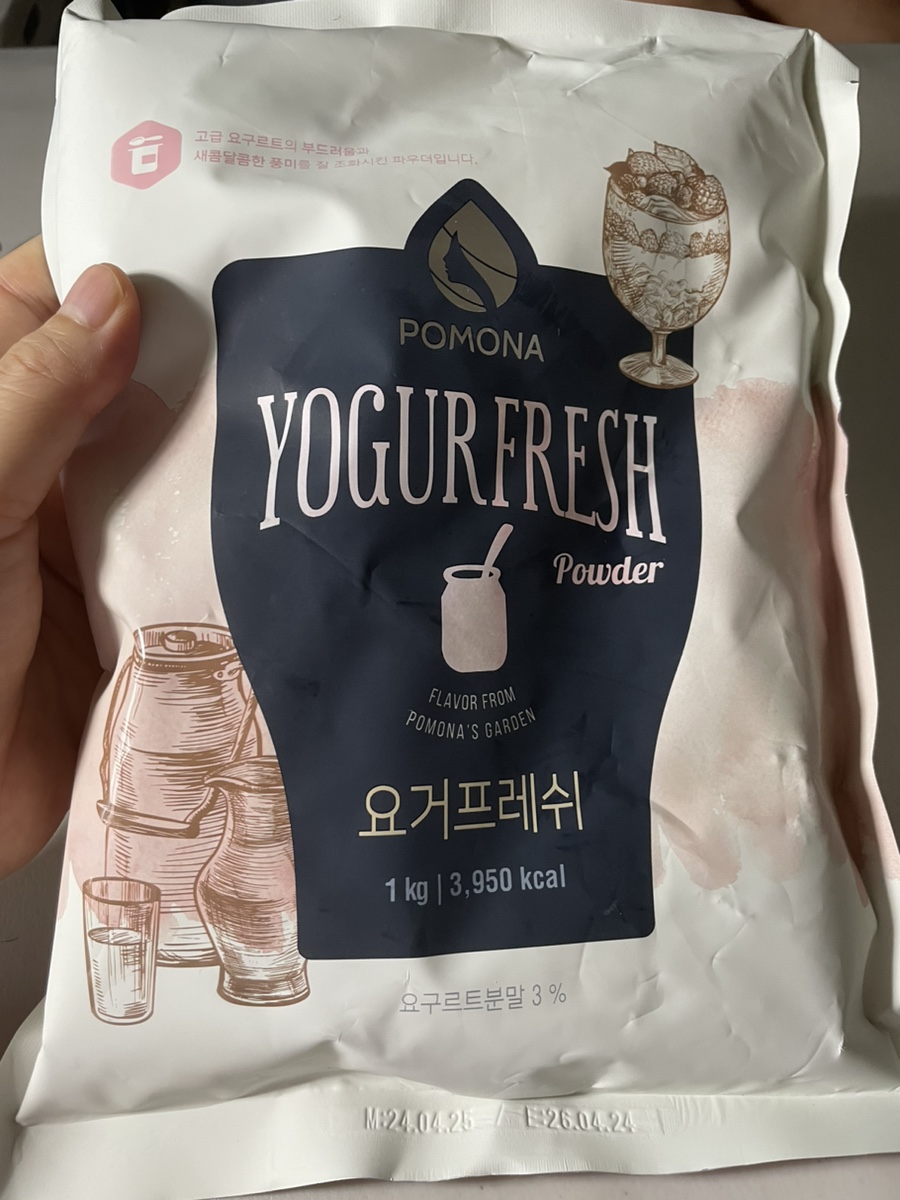 고급 요구르트의 부드러움과
새콤달콤한 풍미를 잘 조화시킨 파우더입니다.
POMONA
YOGURFRESH
Powder
FLAVOR FROM
POMONA'S GARDEN
요거프레쉬
1 kg | 3,950 kcal
요구르트분말 3 %
M:24.04.25 / E:26.04.24